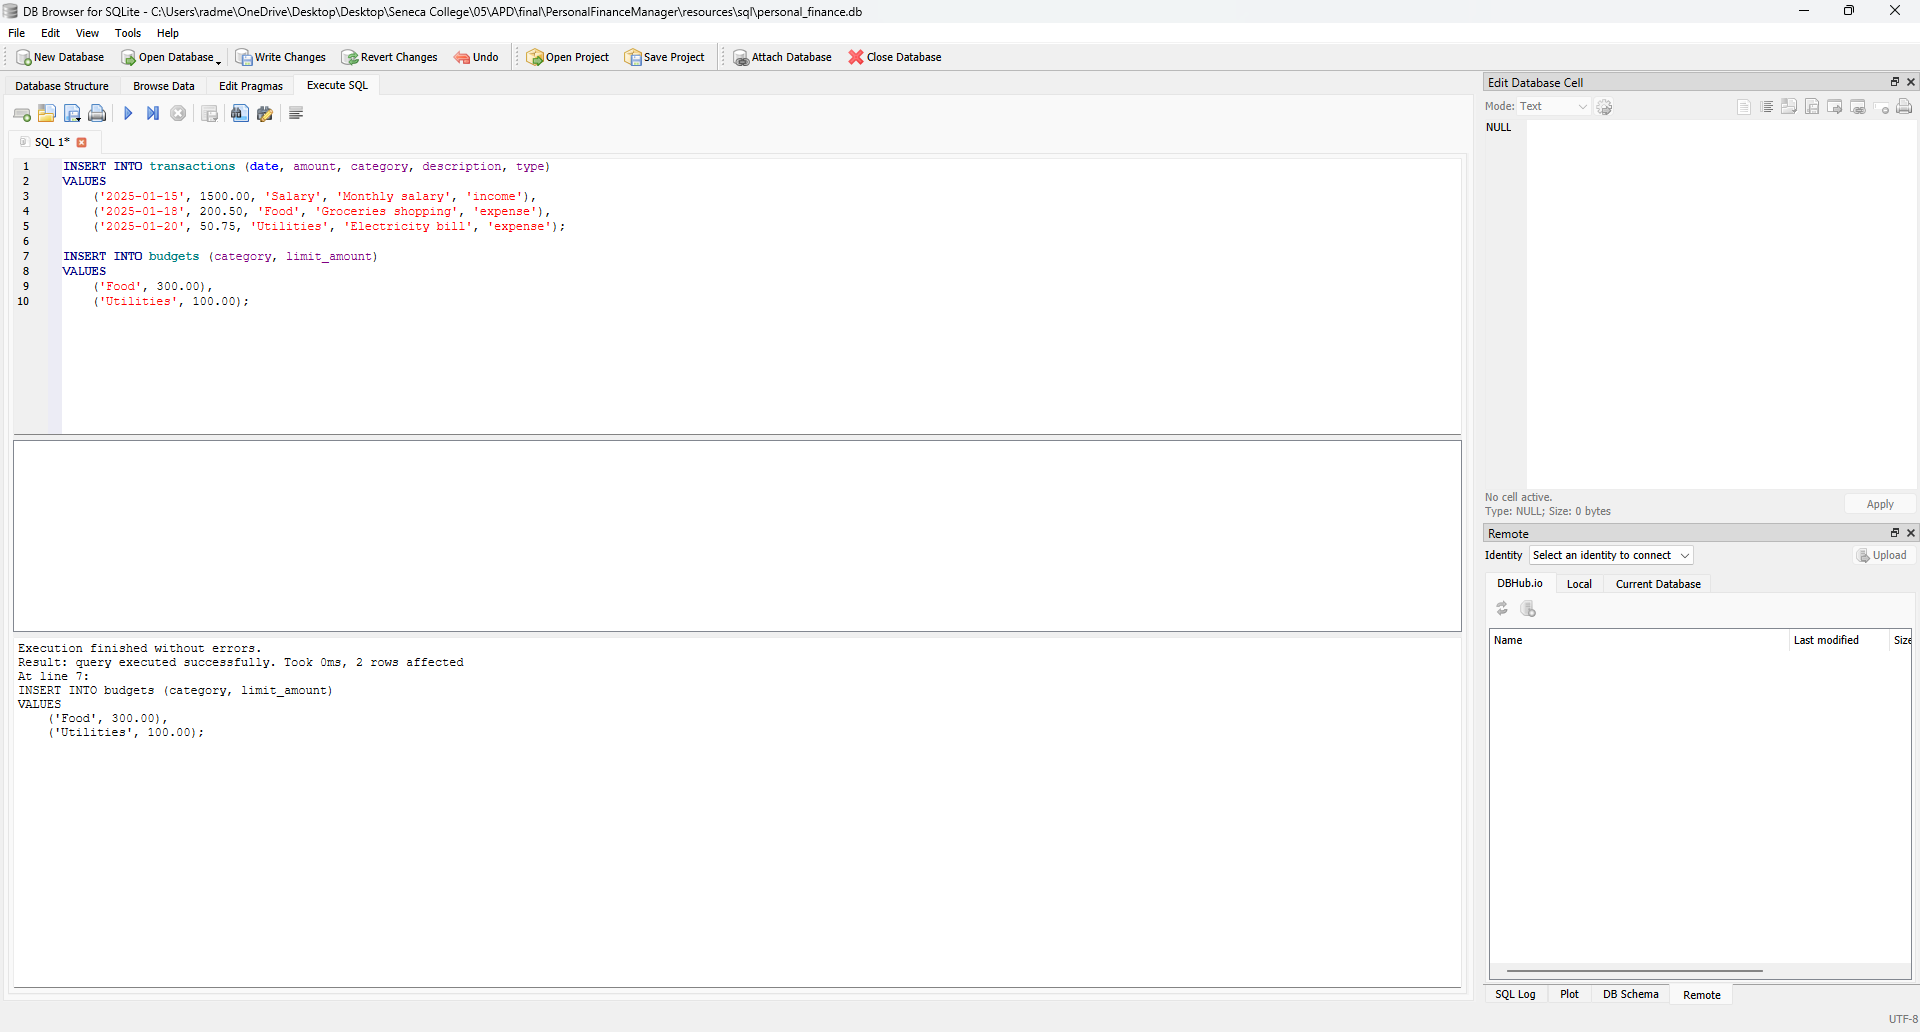 DB Browser for SQLite - C:\Users\radme\OneDrive\Desktop\Desktop\Seneca College\05\APD\final\PersonalFinanceManager\resources\sql\personal_finance.db
File Edit View Tools Help
New Database Open Database Write Changes Revert Changes Undo Open Project Save Project Attach Database Close Database
Database Structure Browse Data Edit Pragmas Execute SQL
SQL 1*
1 INSERT INTO transactions (date, amount, category, description, type)
2 VALUES
3 ('2025-01-15', 1500.00, 'Salary', 'Monthly salary', 'income'),
4 ('2025-01-18', 200.50, 'Food', 'Groceries shopping', 'expense'),
5 ('2025-01-20', 50.75, 'Utilities', 'Electricity bill', 'expense');
6
7 INSERT INTO budgets (category, limit_amount)
8 VALUES
9 ('Food', 300.00),
10 ('Utilities', 100.00);
Execution finished without errors.
Result: query executed successfully. Took 0ms, 2 rows affected
At line 7:
INSERT INTO budgets (category, limit_amount)
VALUES
('Food', 300.00),
('Utilities', 100.00);
Edit Database Cell
Mode: Text
NULL
No cell active.
Type: NULL; Size: 0 bytes
Apply
Remote
Identity Select an identity to connect Upload
DBHub.io Local Current Database
Name Last modified Size
SQL Log Plot DB Schema Remote
UTF-8